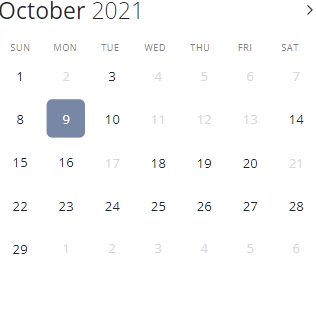 October 2021
SUN MON TUE WED THU FRI SAT
1 2 3 4 5 6 7
8 9 10 11 12 13 14
15 16 17 18 19 20 21
22 23 24 25 26 27 28
29 1 2 3 4 5 6